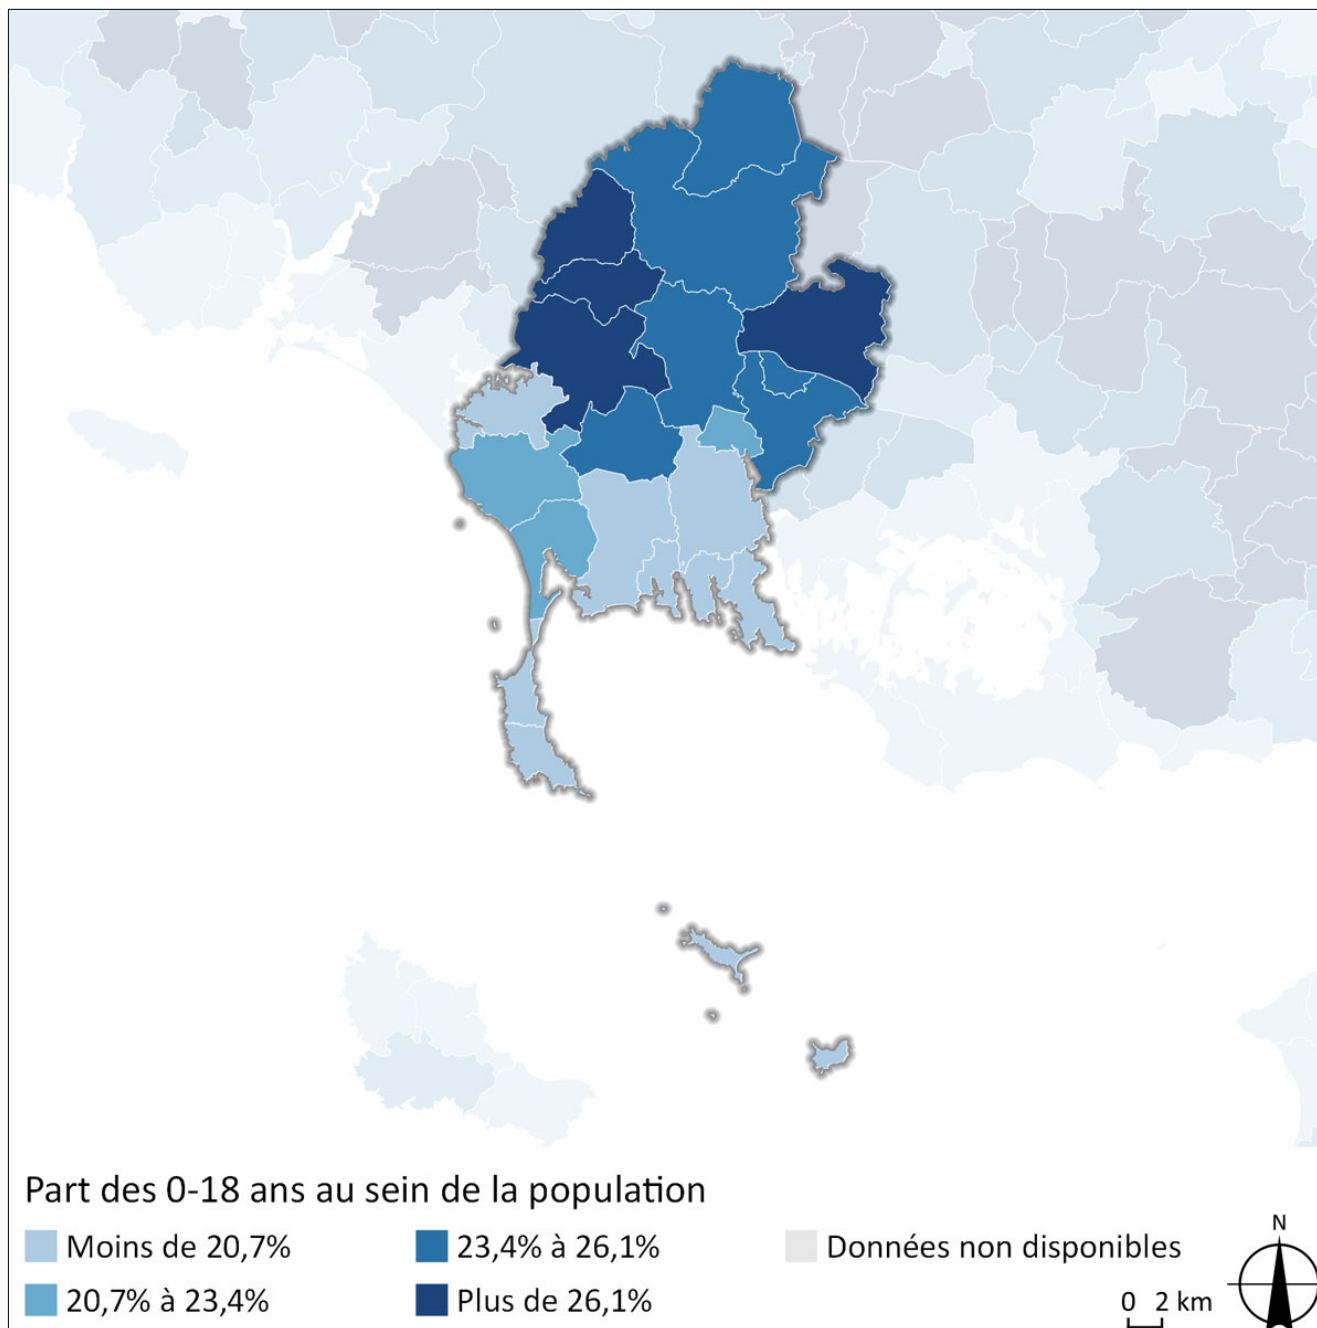 Part des 0-18 ans au sein de la population
Moins de 20,7%
20,7% à 23,4%
23,4% à 26,1%
Plus de 26,1%
Données non disponibles
0 2 km
N